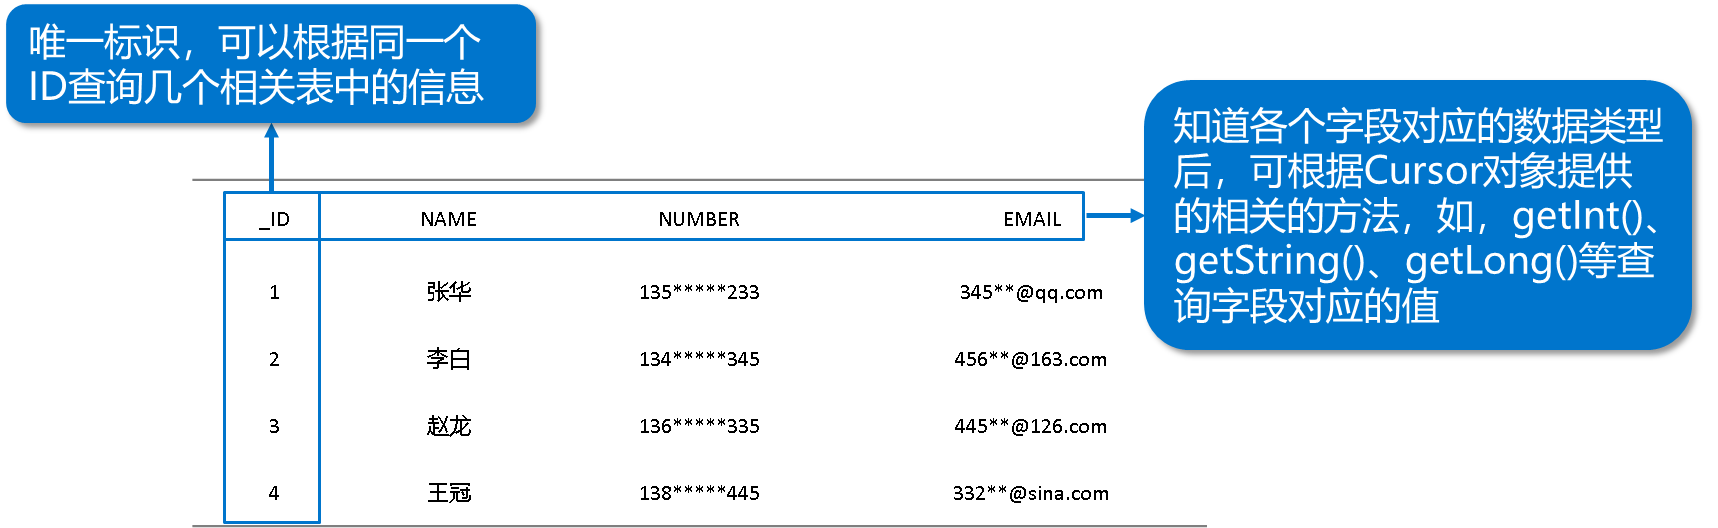 唯一标识，可以根据同一个
ID查询几个相关表中的信息
知道各个字段对应的数据类型
后，可根据Cursor对象提供
的相关的方法，如，getInt()、
getString()、getLong()等查
询字段对应的值
_ID NAME NUMBER EMAIL
1 张华 135*****233 345**@qq.com
2 李白 134*****345 456**@163.com
3 赵龙 136*****335 445**@126.com
4 王冠 138*****445 332**@sina.com